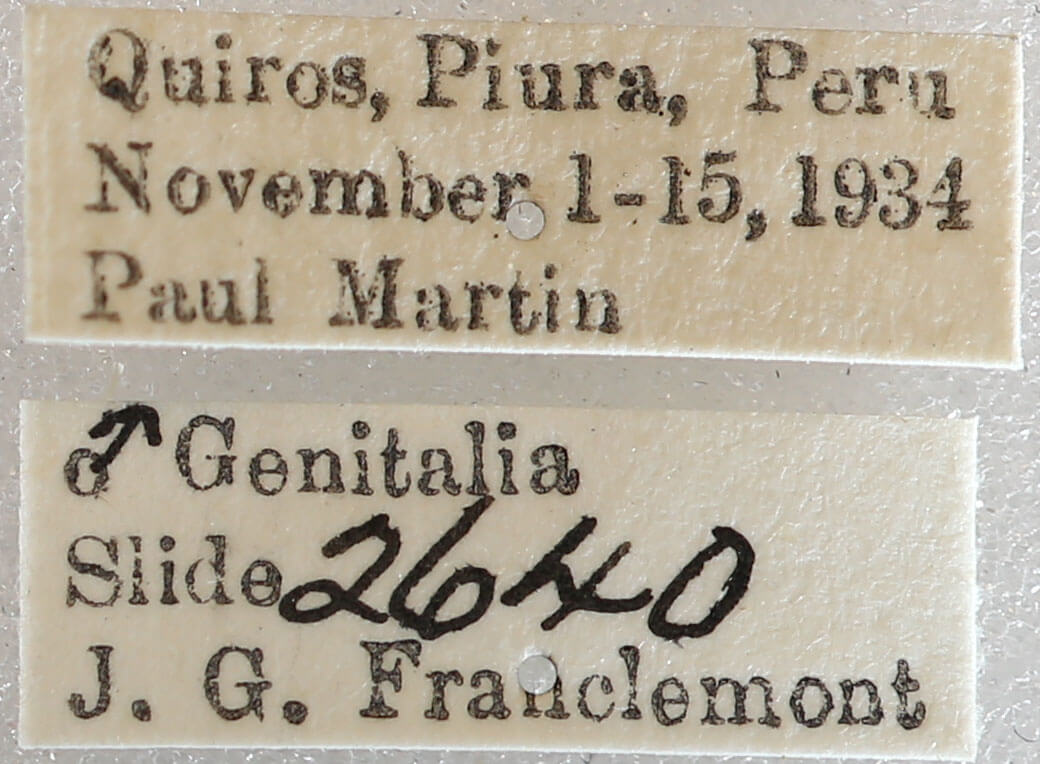 Quiros, Piura, Peru
November 1-15, 1934
Paul Martin
♂ Genitalia
Slide 2640
J. G. Franclemont